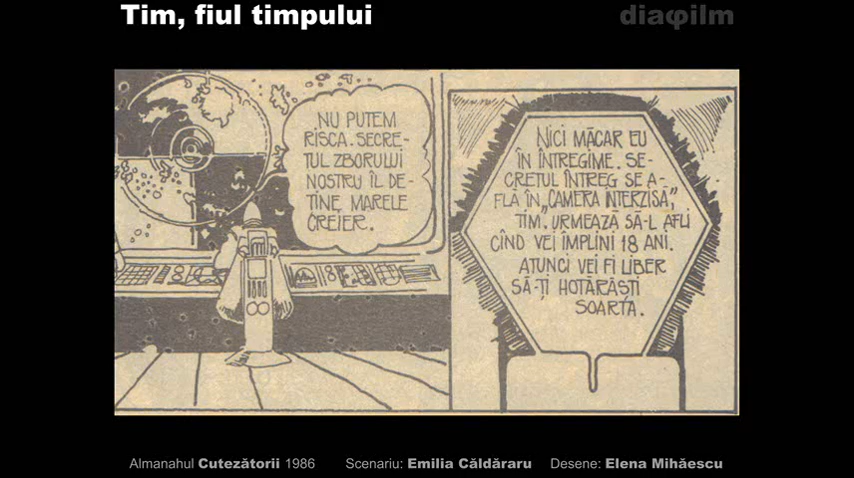 Tim, fiul timpului
diaφilm
NU PUTEM
RISCA. SECRE-
TUL ZBORULUI
NOSTRU ÎL DE-
ȚINE MARELE
CREIER.
NICI MĂCAR EU
ÎN ÎNTREGIME. SE-
CRETUL ÎNTREG SE A-
FLĂ ÎN „CAMERA INTERZISĂ",
TIM. URMEAZĂ SĂ-L AFLI
CÎND VEI ÎMPLINI 18 ANI.
ATUNCI VEI FI LIBER
SĂ-ȚI HOTĂRĂȘTI
SOARTA.
Almanahul Cutezătorii 1986 Scenariu: Emilia Căldăraru Desene: Elena Mihăescu